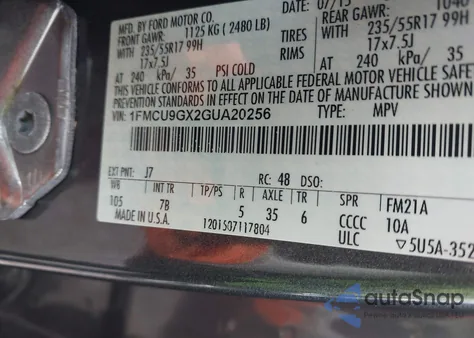 MFD. BY FORD MOTOR CO.
DATE: 07/15
FRONT GAWR: 1125 KG ( 2480 LB)
REAR GAWR: 1040
WITH 235/55R17 99H TIRES WITH 235/55R17 99H
17x7.5J RIMS 17x7.5J
AT 240 kPa/ 35 PSI COLD AT 240 kPa/ 35
THIS VEHICLE CONFORMS TO ALL APPLICABLE FEDERAL MOTOR VEHICLE SAFETY
PREVENTION STANDARDS IN EFFECT ON THE DATE OF MANUFACTURE SHOWN
VIN: 1FMCU9GX2GUA20256 TYPE: MPV
EXT PNT: J7 RC: 48 DSO:
WB INT TR TP/PS R AXLE TR SPR FM21A
105 7B 5 35 6 CCCC 10A
MADE IN U.S.A. 1201507117804 ULC ▽5U5A-352
autoSnap